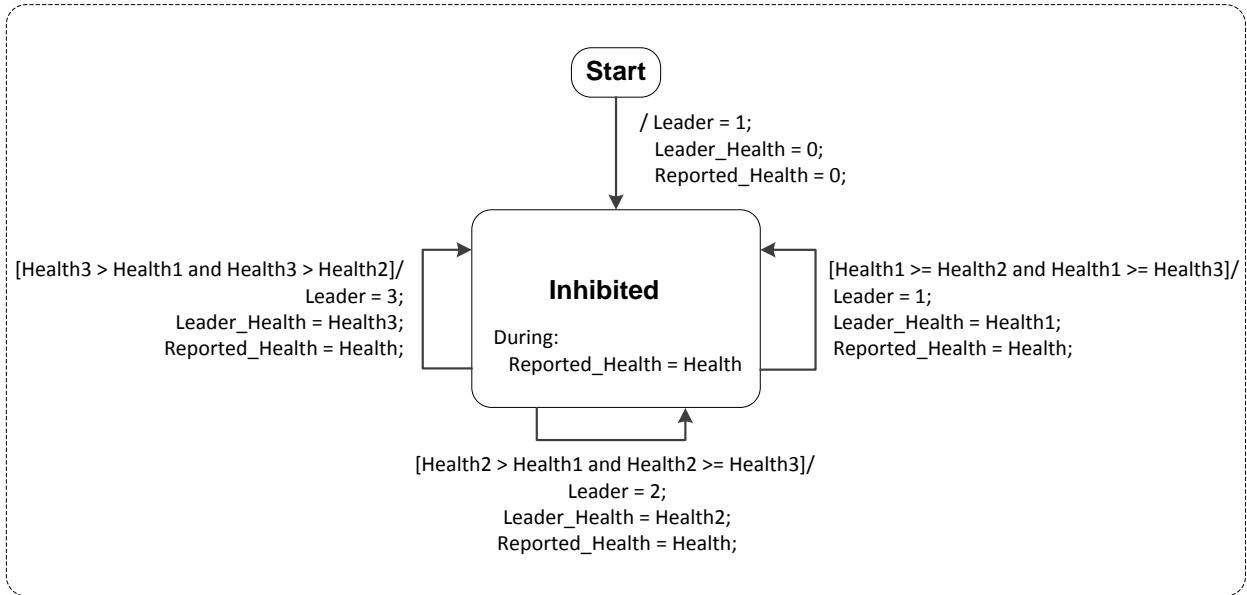 Start
/ Leader = 1;
Leader_Health = 0;
Reported_Health = 0;
[Health3 > Health1 and Health3 > Health2]/
Leader = 3;
Leader_Health = Health3;
Reported_Health = Health;
Inhibited
During:
Reported_Health = Health
[Health1 >= Health2 and Health1 >= Health3]/
Leader = 1;
Leader_Health = Health1;
Reported_Health = Health;
[Health2 > Health1 and Health2 >= Health3]/
Leader = 2;
Leader_Health = Health2;
Reported_Health = Health;